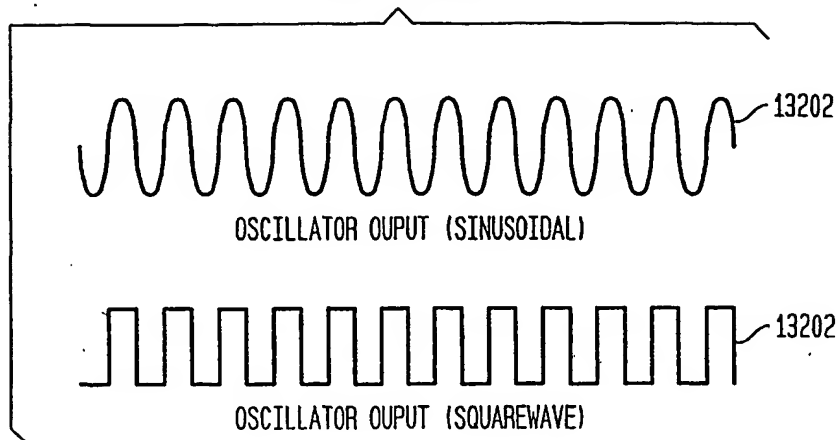 13202
OSCILLATOR OUPUT (SINUSOIDAL)
13202
OSCILLATOR OUPUT (SQUAREWAVE)